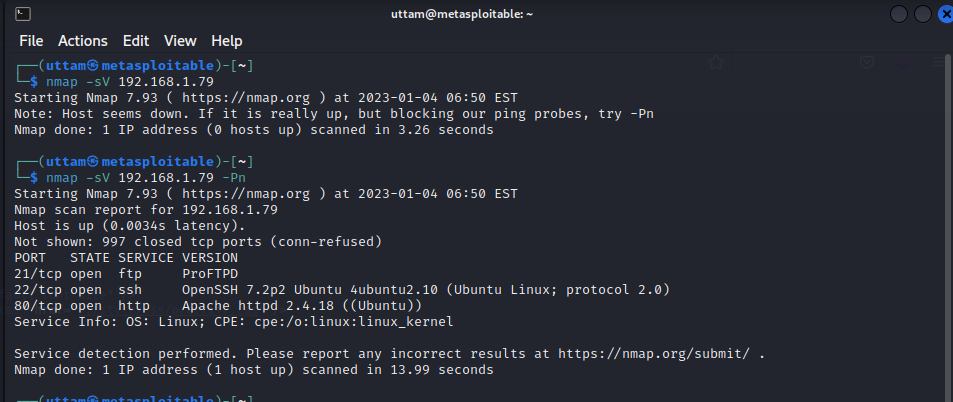 uttam@metasploitable: ~
File Actions Edit View Help
┌──(uttam㉿metasploitable)-[~]
└─$ nmap -sV 192.168.1.79
Starting Nmap 7.93 ( https://nmap.org ) at 2023-01-04 06:50 EST
Note: Host seems down. If it is really up, but blocking our ping probes, try -Pn
Nmap done: 1 IP address (0 hosts up) scanned in 3.26 seconds
┌──(uttam㉿metasploitable)-[~]
└─$ nmap -sV 192.168.1.79 -Pn
Starting Nmap 7.93 ( https://nmap.org ) at 2023-01-04 06:50 EST
Nmap scan report for 192.168.1.79
Host is up (0.0034s latency).
Not shown: 997 closed tcp ports (conn-refused)
PORT   STATE SERVICE VERSION
21/tcp open  ftp     ProFTPD
22/tcp open  ssh     OpenSSH 7.2p2 Ubuntu 4ubuntu2.10 (Ubuntu Linux; protocol 2.0)
80/tcp open  http    Apache httpd 2.4.18 ((Ubuntu))
Service Info: OS: Linux; CPE: cpe:/o:linux:linux_kernel
Service detection performed. Please report any incorrect results at https://nmap.org/submit/ .
Nmap done: 1 IP address (1 host up) scanned in 13.99 seconds
┌──(uttam㉿metasploitable)-[~]